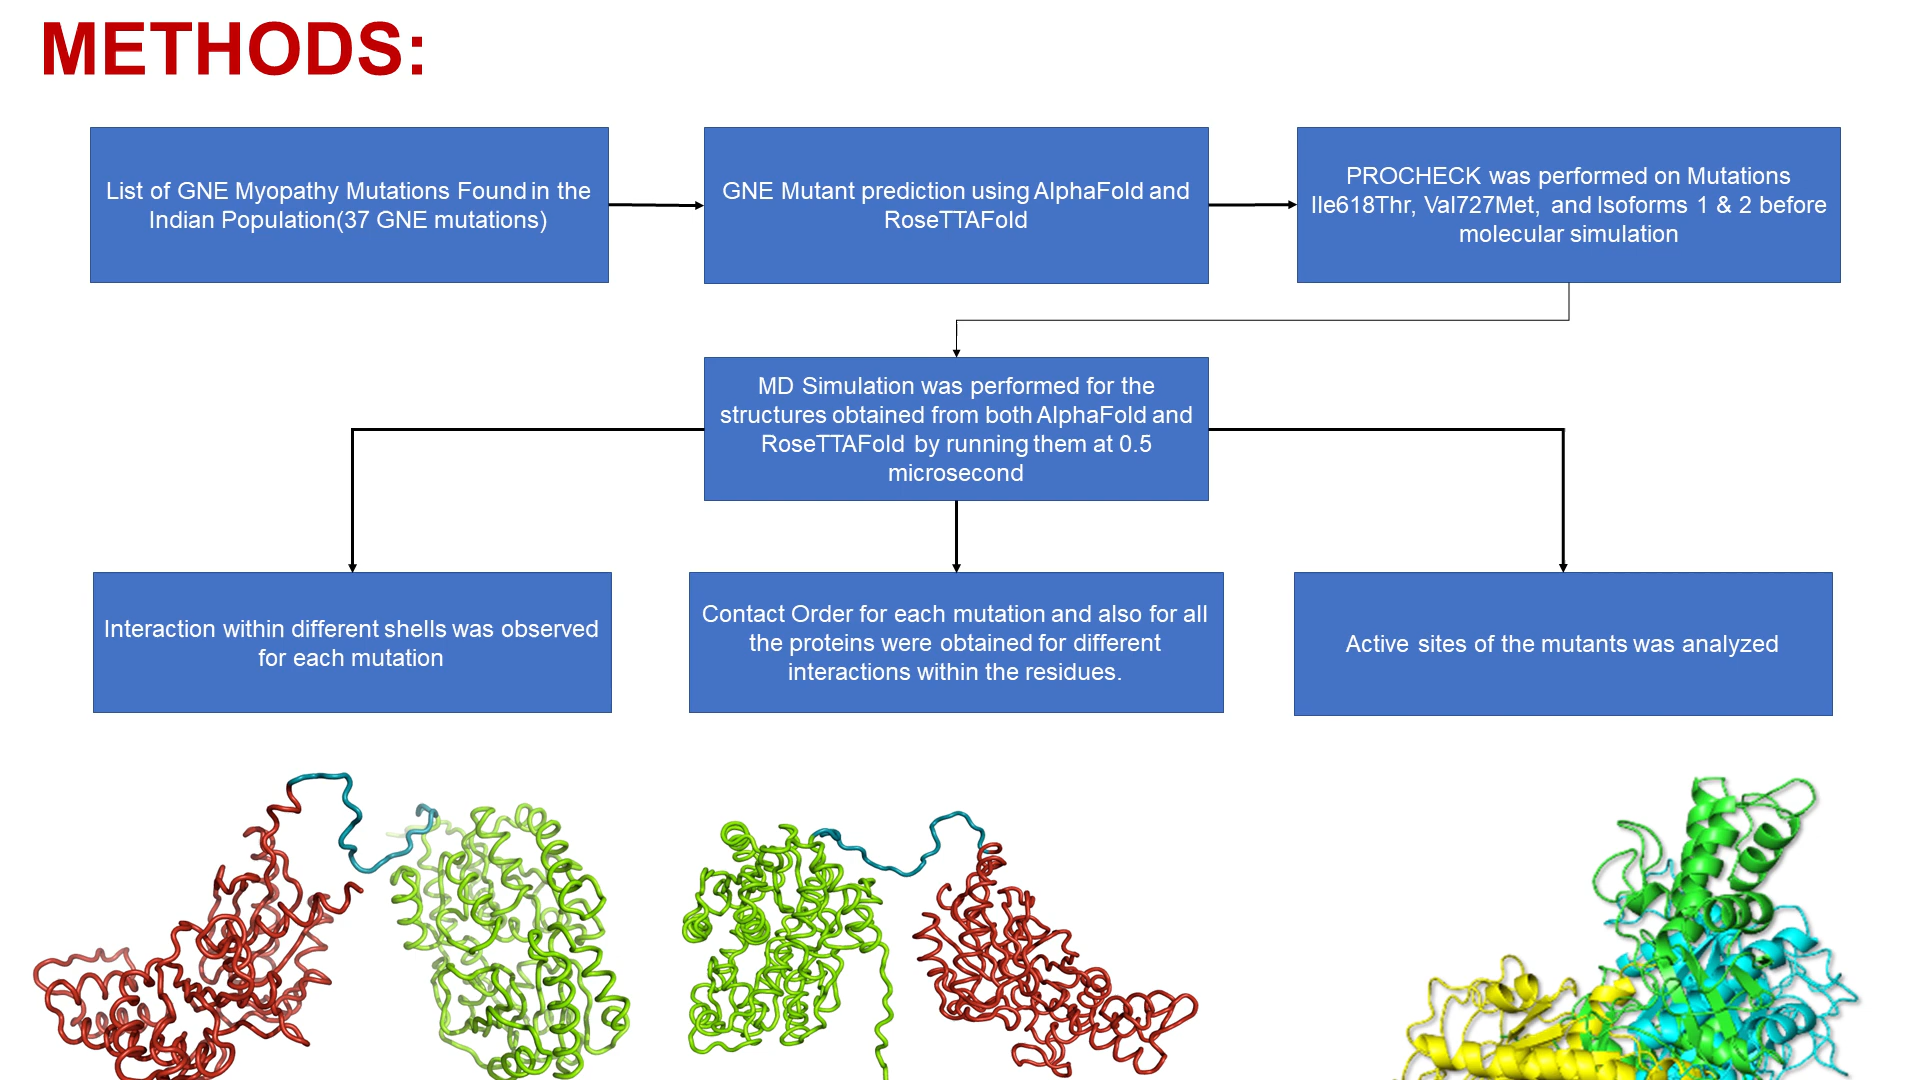 METHODS:
List of GNE Myopathy Mutations Found in the
Indian Population(37 GNE mutations)
GNE Mutant prediction using AlphaFold and
RoseTTAFold
PROCHECK was performed on Mutations
Ile618Thr, Val727Met, and Isoforms 1 & 2 before
molecular simulation
MD Simulation was performed for the
structures obtained from both AlphaFold and
RoseTTAFold by running them at 0.5
microsecond
Interaction within different shells was observed
for each mutation
Contact Order for each mutation and also for all
the proteins were obtained for different
interactions within the residues.
Active sites of the mutants was analyzed